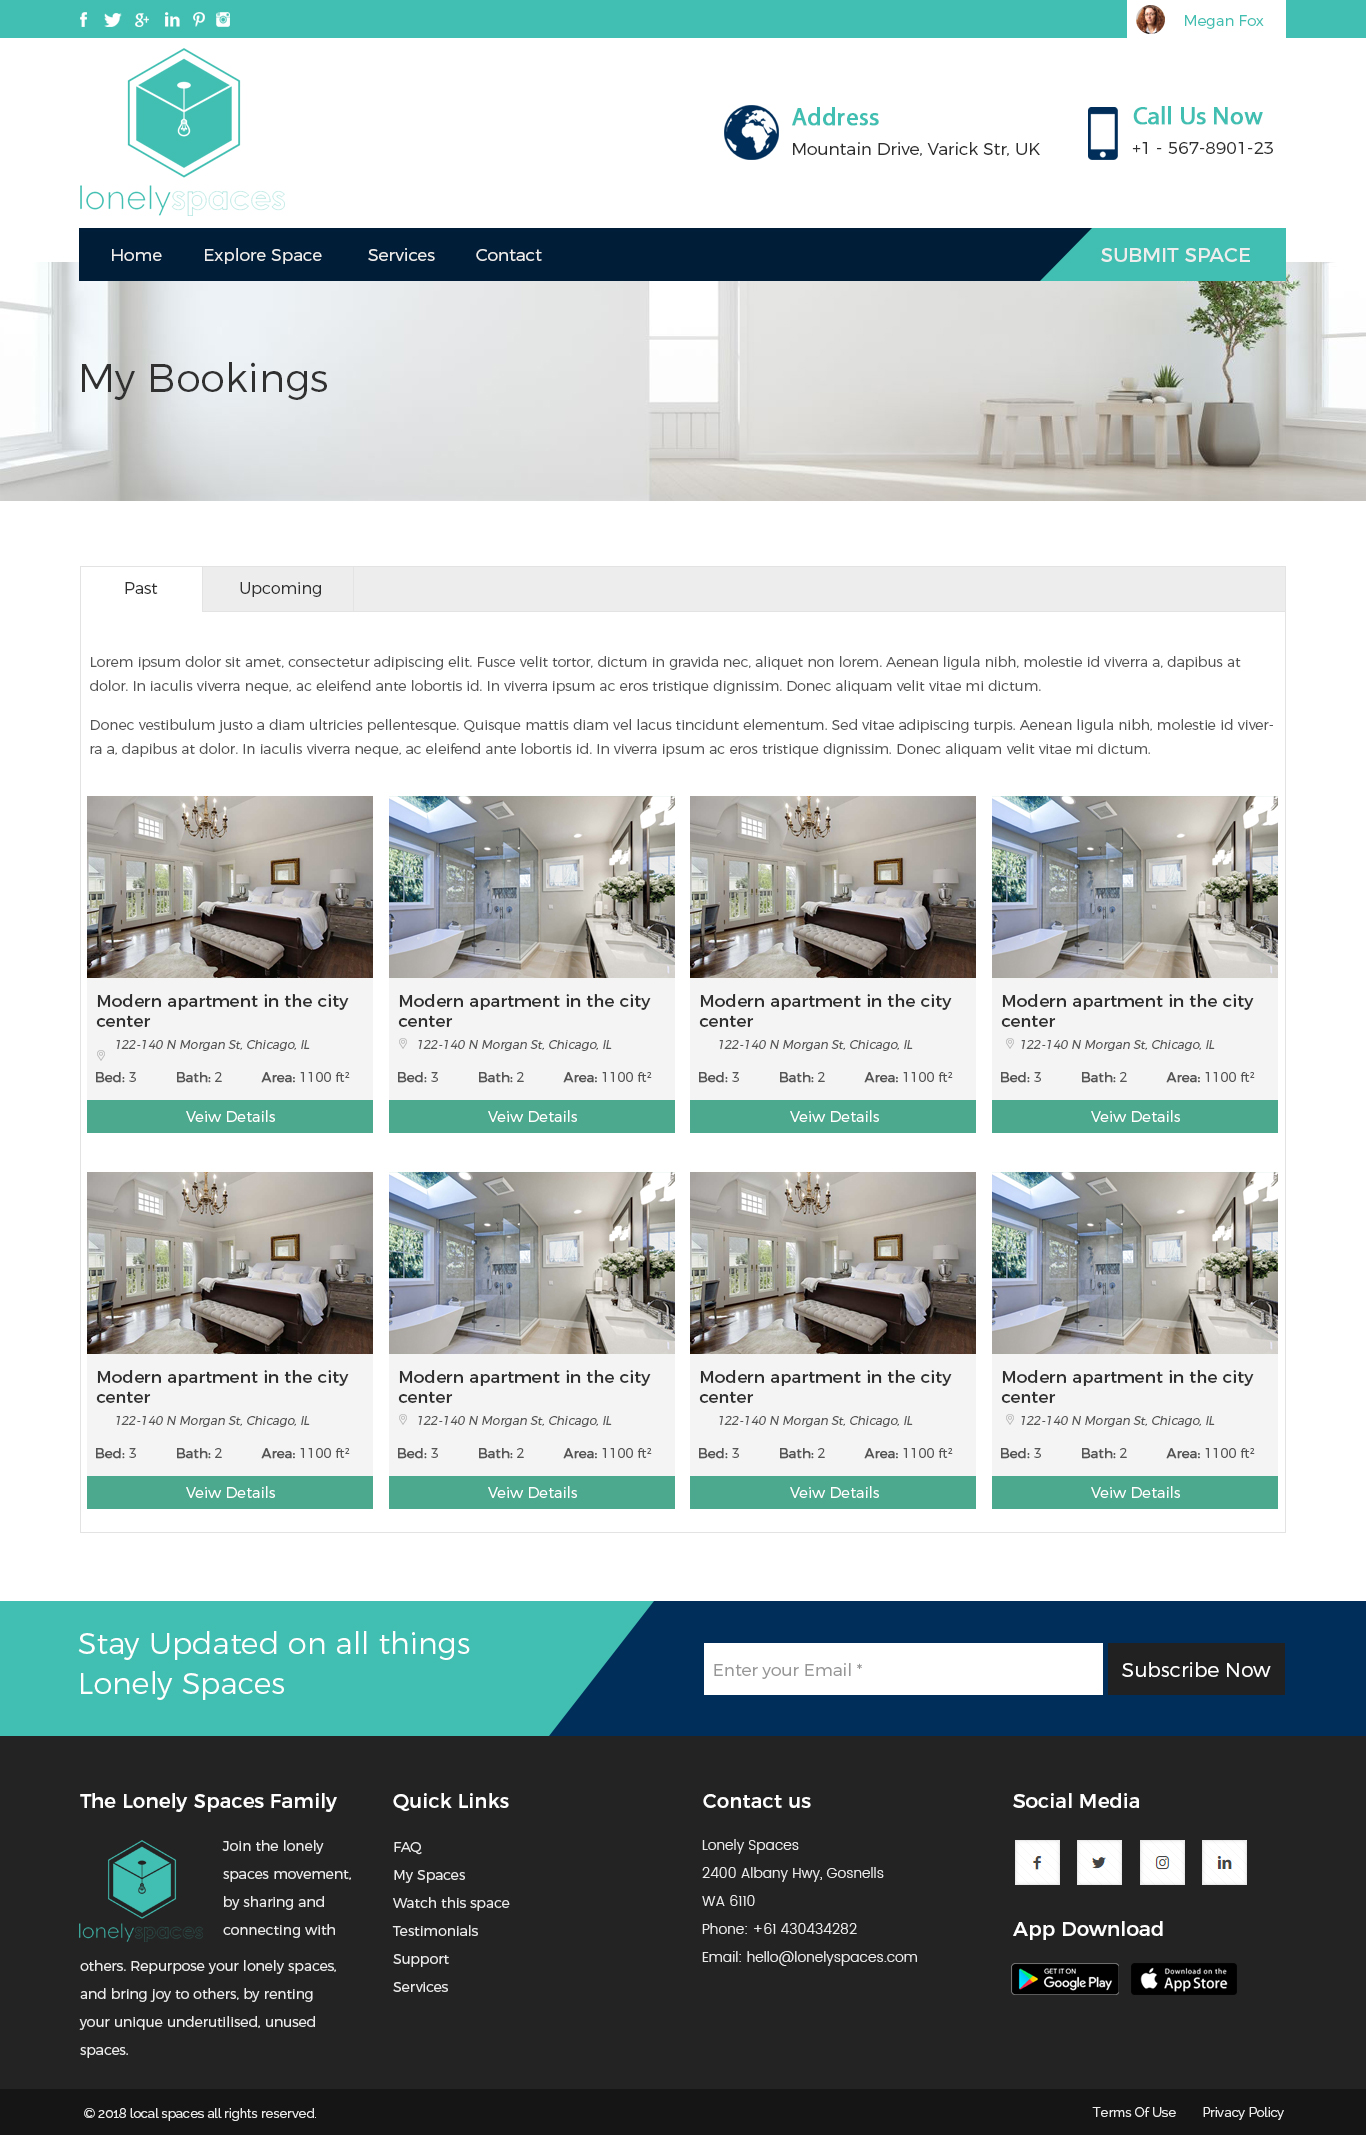 Megan Fox
lonelyspaces
Address
Mountain Drive, Varick Str, UK
Call Us Now
+1 - 567-8901-23
Home Explore Space Services Contact SUBMIT SPACE
My Bookings
Past Upcoming
Lorem ipsum dolor sit amet, consectetur adipiscing elit. Fusce velit tortor, dictum in gravida nec, aliquet non lorem. Aenean ligula nibh, molestie id viverra a, dapibus at
dolor. In iaculis viverra neque, ac eleifend ante lobortis id. In viverra ipsum ac eros tristique dignissim. Donec aliquam velit vitae mi dictum.
Donec vestibulum justo a diam ultricies pellentesque. Quisque mattis diam vel lacus tincidunt elementum. Sed vitae adipiscing turpis. Aenean ligula nibh, molestie id viver-
ra a, dapibus at dolor. In iaculis viverra neque, ac eleifend ante lobortis id. In viverra ipsum ac eros tristique dignissim. Donec aliquam velit vitae mi dictum.
Modern apartment in the city
center
122-140 N Morgan St, Chicago, IL
Bed: 3 Bath: 2 Area: 1100 ft²
Veiw Details
Modern apartment in the city
center
122-140 N Morgan St, Chicago, IL
Bed: 3 Bath: 2 Area: 1100 ft²
Veiw Details
Modern apartment in the city
center
122-140 N Morgan St, Chicago, IL
Bed: 3 Bath: 2 Area: 1100 ft²
Veiw Details
Modern apartment in the city
center
122-140 N Morgan St, Chicago, IL
Bed: 3 Bath: 2 Area: 1100 ft²
Veiw Details
Modern apartment in the city
center
122-140 N Morgan St, Chicago, IL
Bed: 3 Bath: 2 Area: 1100 ft²
Veiw Details
Modern apartment in the city
center
122-140 N Morgan St, Chicago, IL
Bed: 3 Bath: 2 Area: 1100 ft²
Veiw Details
Modern apartment in the city
center
122-140 N Morgan St, Chicago, IL
Bed: 3 Bath: 2 Area: 1100 ft²
Veiw Details
Modern apartment in the city
center
122-140 N Morgan St, Chicago, IL
Bed: 3 Bath: 2 Area: 1100 ft²
Veiw Details
Stay Updated on all things
Lonely Spaces
Enter your Email *
Subscribe Now
The Lonely Spaces Family
lonelyspaces
Join the lonely
spaces movement,
by sharing and
connecting with
others. Repurpose your lonely spaces,
and bring joy to others, by renting
your unique underutilised, unused
spaces.
Quick Links
FAQ
My Spaces
Watch this space
Testimonials
Support
Services
Contact us
Lonely Spaces
2400 Albany Hwy, Gosnells
WA 6110
Phone: +61 430434282
Email: hello@lonelyspaces.com
Social Media
App Download
GET IT ON
Google Play
Download on the
App Store
© 2018 local spaces all rights reserved.
Terms Of Use Privacy Policy